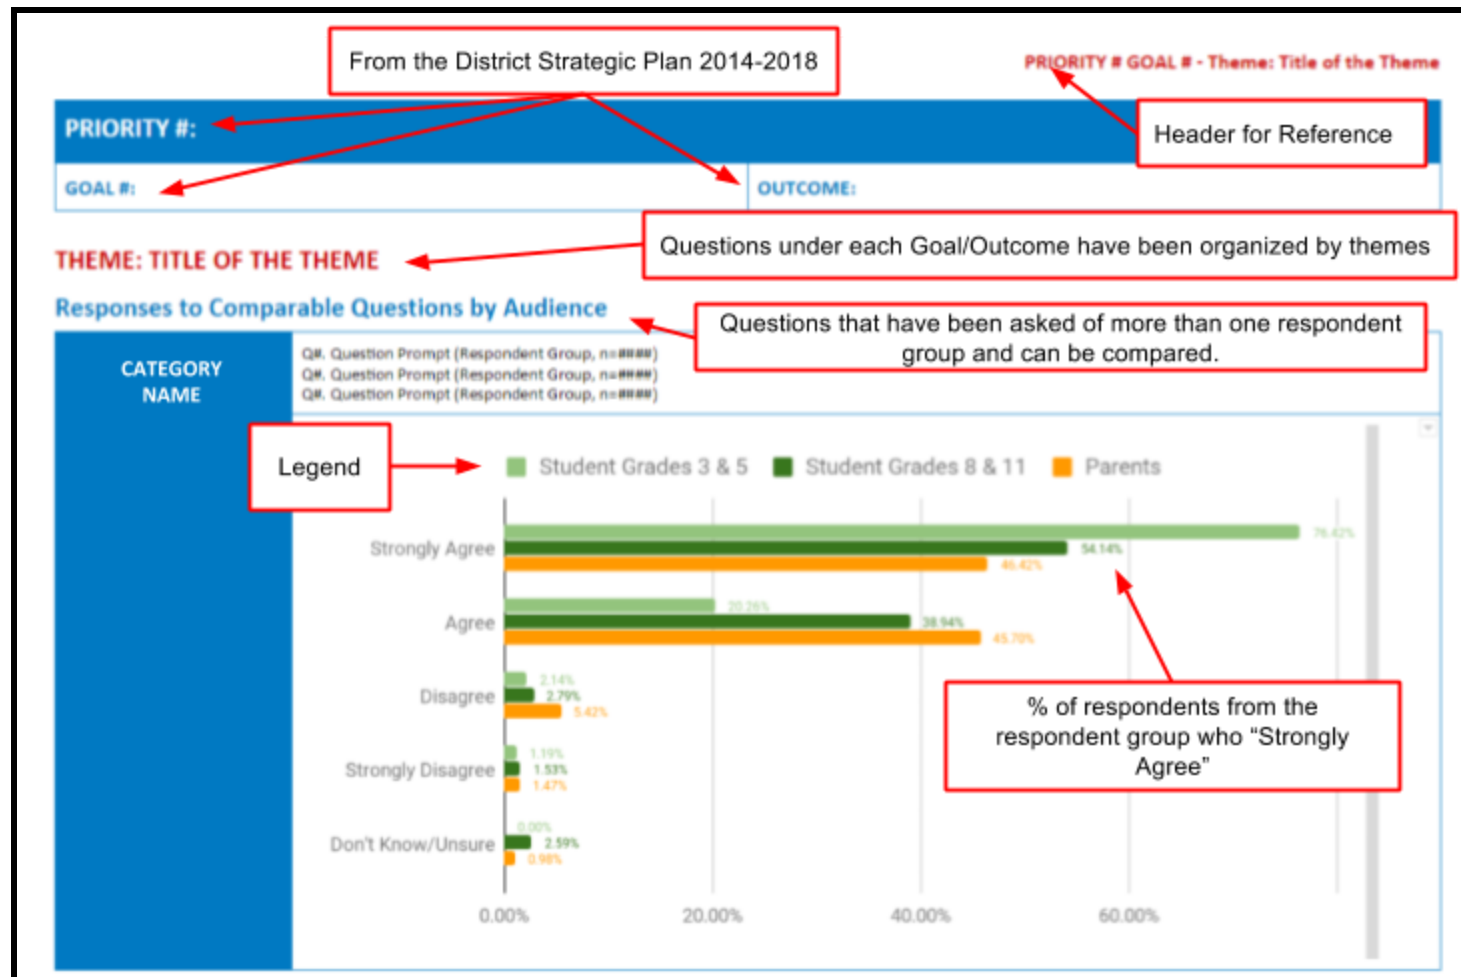 From the District Strategic Plan 2014-2018
PRIORITY # GOAL # - Theme: Title of the Theme
PRIORITY #:
Header for Reference
GOAL #:
OUTCOME:
Questions under each Goal/Outcome have been organized by themes
THEME: TITLE OF THE THEME
Responses to Comparable Questions by Audience
Questions that have been asked of more than one respondent
group and can be compared.
CATEGORY
NAME
Q#. Question Prompt (Respondent Group, n=####)
Q#. Question Prompt (Respondent Group, n=####)
Q#. Question Prompt (Respondent Group, n=####)
Legend
Student Grades 3 & 5
Student Grades 8 & 11
Parents
Strongly Agree
76.42%
54.14%
46.42%
Agree
20.26%
38.94%
45.70%
Disagree
2.14%
2.79%
5.42%
% of respondents from the
respondent group who “Strongly
Agree”
Strongly Disagree
1.19%
1.53%
1.47%
Don't Know/Unsure
0.00%
2.59%
0.98%
0.00%
20.00%
40.00%
60.00%